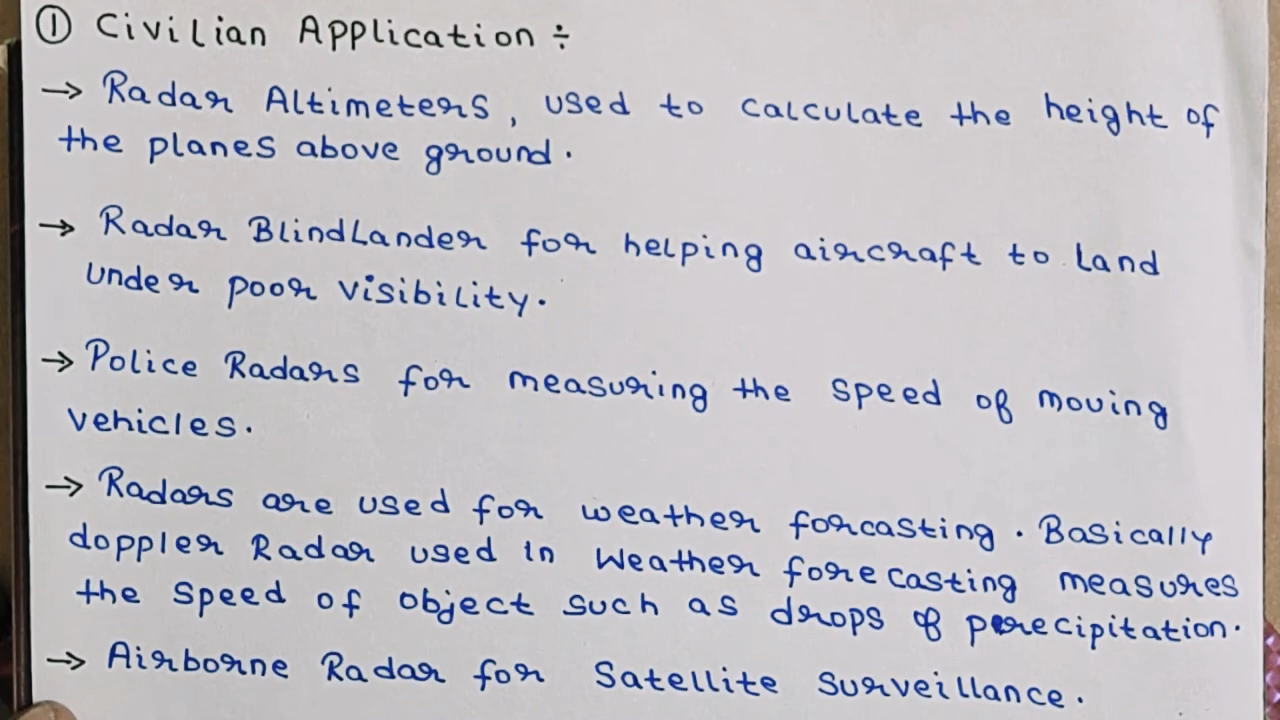 ① Civilian Application ÷
→ Radar Altimeters, used to calculate the height of
the planes above ground.
→ Radar BlindLander for helping aircraft to land
under poor visibility.
→ Police Radars for measuring the speed of moving
vehicles.
→ Radars are used for weather forcasting. Basically
doppler Radar used in Weather forecasting measures
the speed of object such as drops of precipitation.
→ Airborne Radar for Satellite Surveillance.